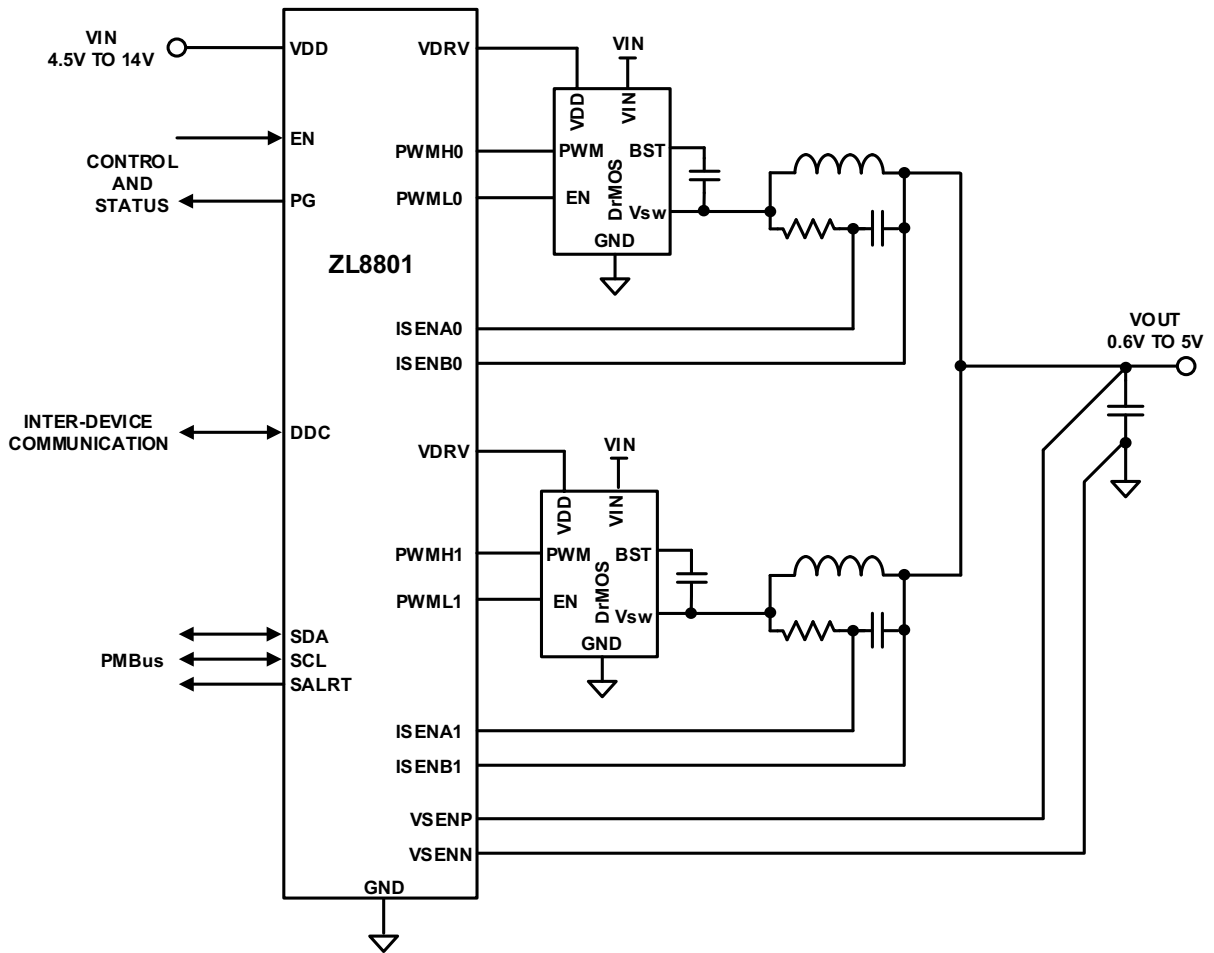 VIN
4.5V TO 14V
VDD
EN
CONTROL
AND
STATUS
PG
ZL8801
INTER-DEVICE
COMMUNICATION
DDC
PMBus
SDA
SCL
SALRT
GND
VDRV
PWMH0
PWML0
ISENA0
ISENB0
VDRV
PWMH1
PWML1
ISENA1
ISENB1
VSENP
VSENN
VIN
VDD
VIN
PWM
BST
EN
DrMOS
Vsw
GND
VIN
VDD
VIN
PWM
BST
EN
DrMOS
Vsw
GND
VOUT
0.6V TO 5V